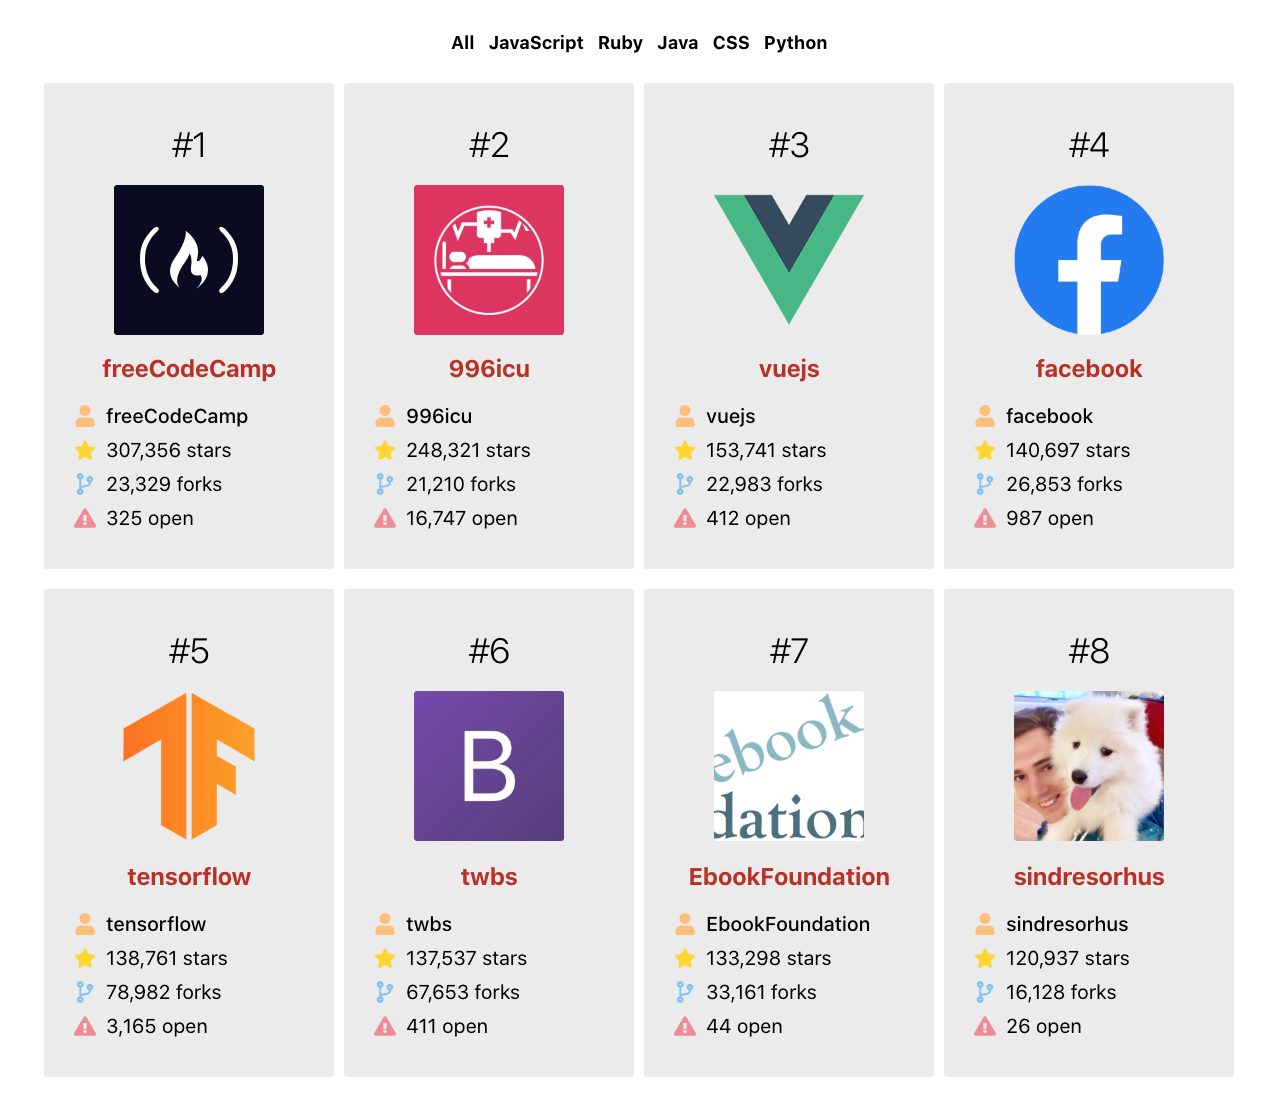 All JavaScript Ruby Java CSS Python
#1
freeCodeCamp
freeCodeCamp
307,356 stars
23,329 forks
325 open
#2
996icu
996icu
248,321 stars
21,210 forks
16,747 open
#3
vuejs
vuejs
153,741 stars
22,983 forks
412 open
#4
facebook
facebook
140,697 stars
26,853 forks
987 open
#5
tensorflow
tensorflow
138,761 stars
78,982 forks
3,165 open
#6
B
twbs
twbs
137,537 stars
67,653 forks
411 open
#7
ebook
dation
EbookFoundation
EbookFoundation
133,298 stars
33,161 forks
44 open
#8
sindresorhus
sindresorhus
120,937 stars
16,128 forks
26 open